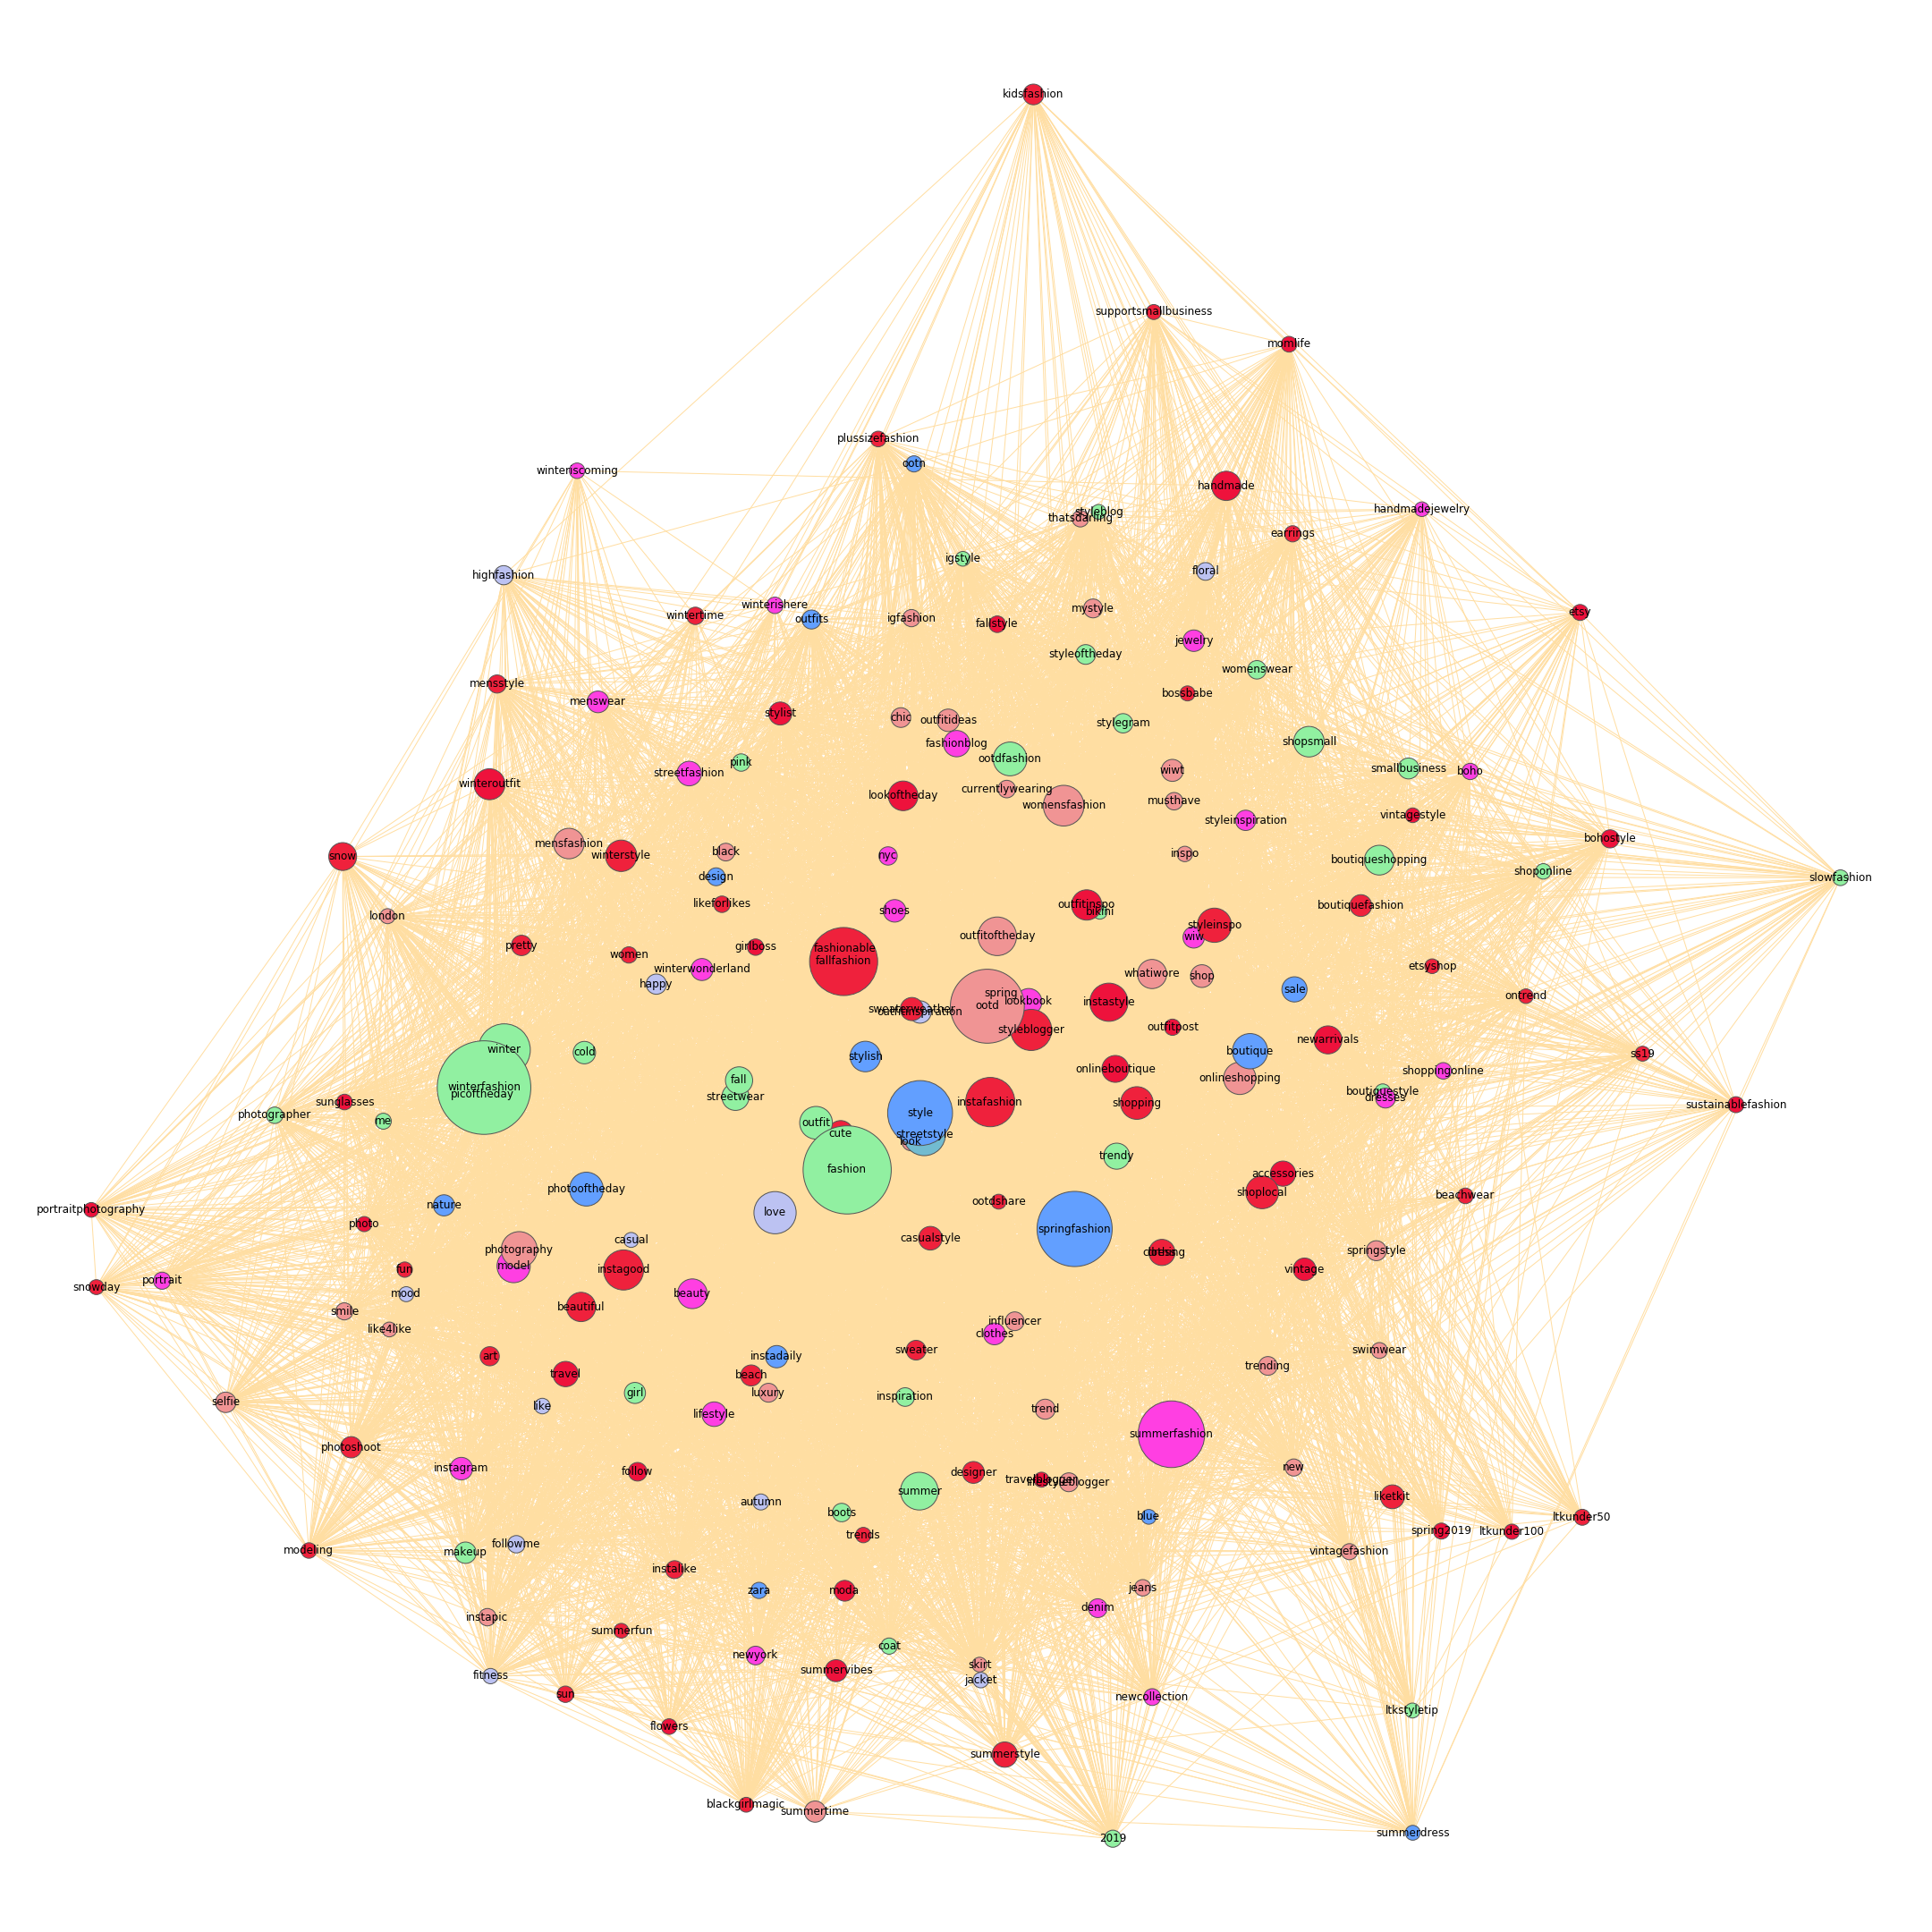 kidsfashion
supportsmallbusiness
momlife
plussizefashion
ootn
winteriscoming
handmade
handmadejewelry
styleblog
thatsdarling
earrings
igstyle
floral
highfashion
winterishere
etsy
mystyle
wintertime
outfits
igfashion
fallstyle
jewelry
styleoftheday
womenswear
mensstyle
bossbabe
menswear
stylist
chic
outfitideas
stylegram
fashionblog
shopsmall
ootdfashion
pink
streetfashion
wiwt
smallbusiness
boho
winteroutfit
currentlywearing
lookoftheday
musthave
womensfashion
vintagestyle
styleinspiration
bohostyle
mensfashion
black
inspo
snow
winterstyle
nyc
boutiqueshopping
shoponline
design
slowfashion
likeforlikes
outfitinspo
boutiquefashion
shoes
bikini
london
styleinspo
outfitoftheday
wiw
pretty
girlboss
fashionable
women
fallfashion
etsyshop
winterwonderland
whatiwore
shop
happy
sale
spring
ontrend
lookbook
instastyle
ootd
sweaterweather
outfitinspiration
outfitpost
styleblogger
newarrivals
winter
cold
boutique
ss19
stylish
onlineboutique
shoppingonline
fall
onlineshopping
winterfashion
boutiquestyle
picoftheday
streetwear
dresses
sunglasses
instafashion
shopping
sustainablefashion
photographer
style
me
outfit
cute
streetstyle
look
trendy
fashion
accessories
photooftheday
shoplocal
beachwear
ootdshare
nature
portraitphotography
love
photo
springfashion
casualstyle
casual
photography
springstyle
model
fun
instagood
vintage
portrait
snowday
mood
beauty
beautiful
smile
influencer
like4like
clothes
sweater
swimwear
art
instadaily
trending
travel
beach
luxury
girl
inspiration
selfie
like
trend
lifestyle
summerfashion
photoshoot
instagram
new
follow
designer
travelblogger
lifestyleblogger
summer
liketkit
autumn
boots
blue
ltkunder50
spring2019
ltkunder100
trends
followme
modeling
makeup
vintagefashion
instalike
jeans
zara
moda
denim
instapic
summerfun
coat
newyork
skirt
summervibes
fitness
jacket
sun
newcollection
ltkstyletip
flowers
summerstyle
blackgirlmagic
summertime
summerdress
2019